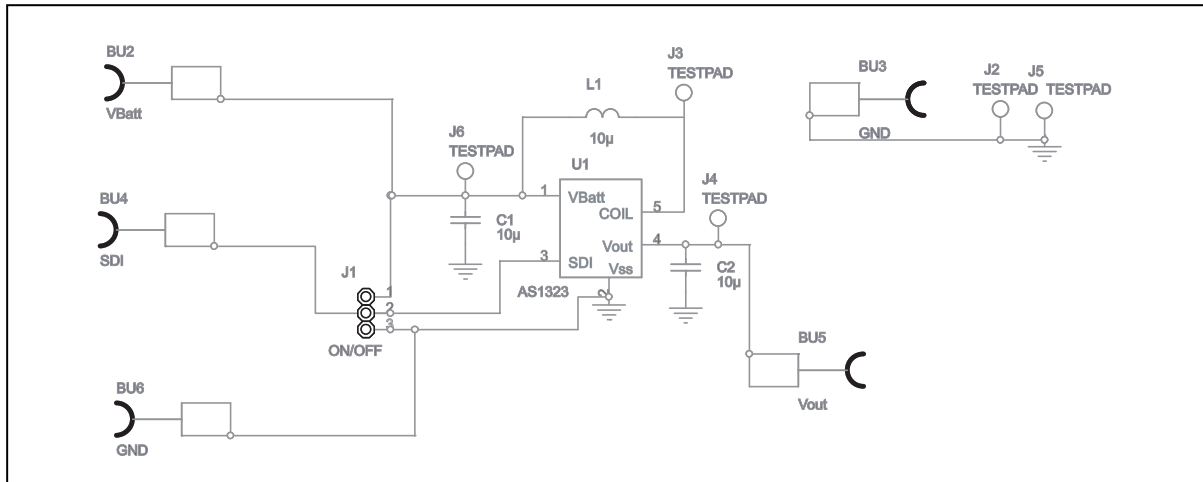 BU2
VBatt
J3
TESTPAD
L1
10µ
BU3
GND
J2
TESTPAD
J5
TESTPAD
J6
TESTPAD
U1
1
VBatt
COIL
5
Vout
4
3
SDI
Vss
2
AS1323
C1
10µ
J4
TESTPAD
C2
10µ
BU4
SDI
J1
1
2
3
ON/OFF
BU5
Vout
BU6
GND